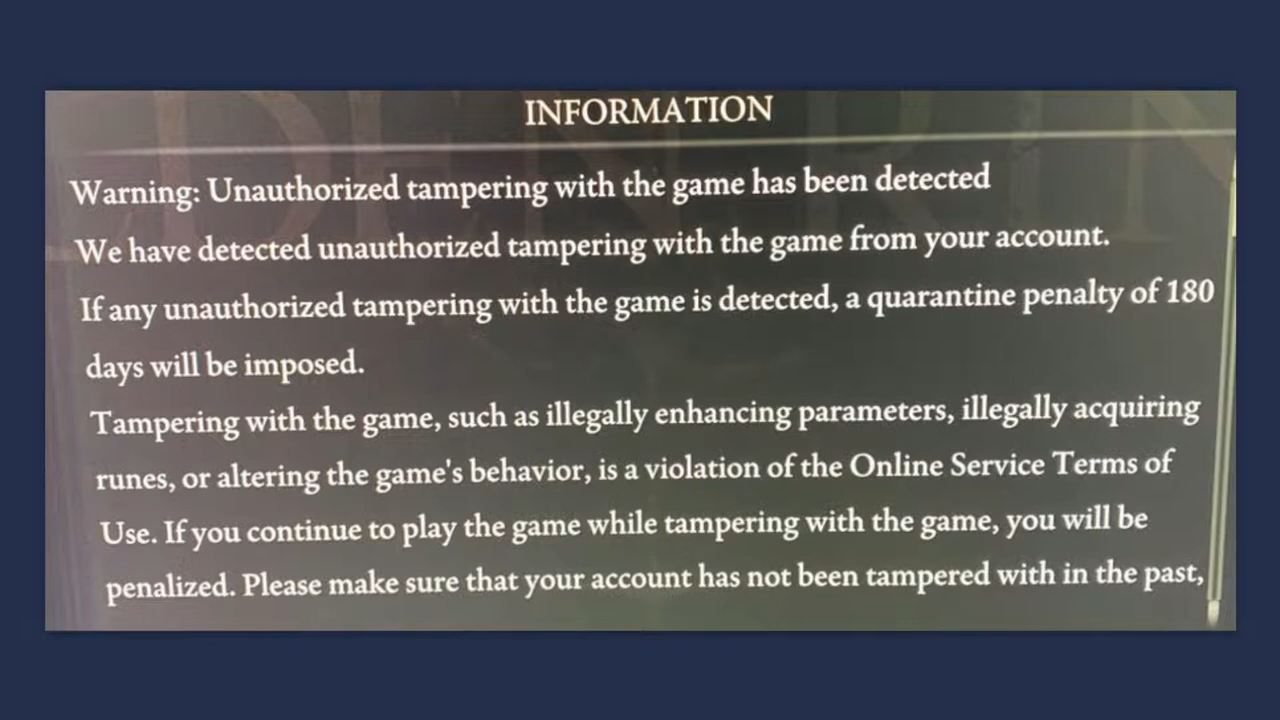 INFORMATION
Warning: Unauthorized tampering with the game has been detected
We have detected unauthorized tampering with the game from your account.
If any unauthorized tampering with the game is detected, a quarantine penalty of 180
days will be imposed.
Tampering with the game, such as illegally enhancing parameters, illegally acquiring
runes, or altering the game's behavior, is a violation of the Online Service Terms of
Use. If you continue to play the game while tampering with the game, you will be
penalized. Please make sure that your account has not been tampered with in the past,